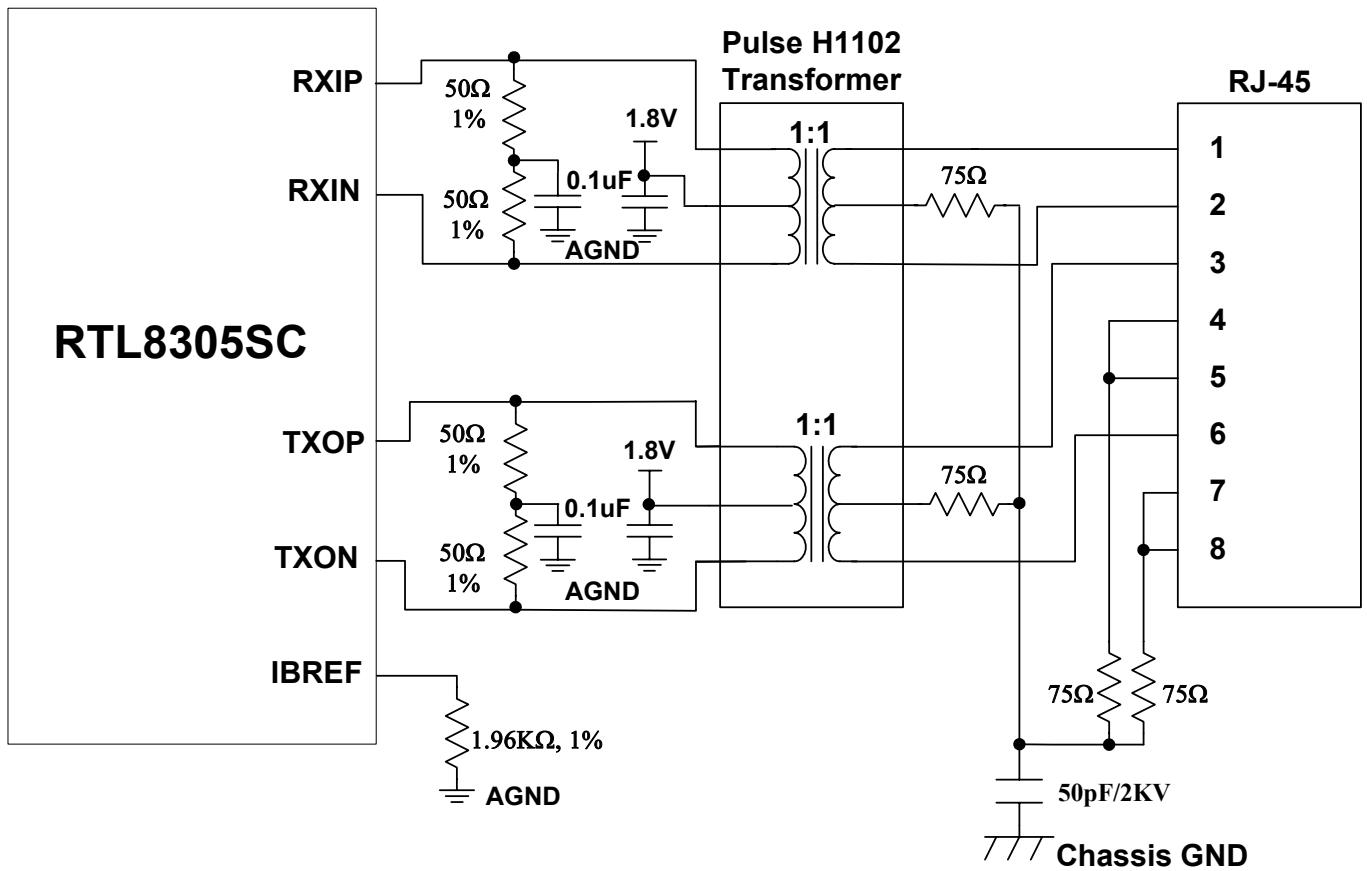 Pulse H1102
Transformer
RJ-45
RXIP
50Ω
1%
1.8V
1:1
1
75Ω
RXIN
50Ω
1%
0.1uF
2
AGND
3
RTL8305SC
4
5
TXOP
50Ω
1%
1.8V
1:1
6
75Ω
7
0.1uF
TXON
50Ω
1%
8
AGND
IBREF
75Ω
75Ω
1.96KΩ, 1%
AGND
50pF/2KV
Chassis GND